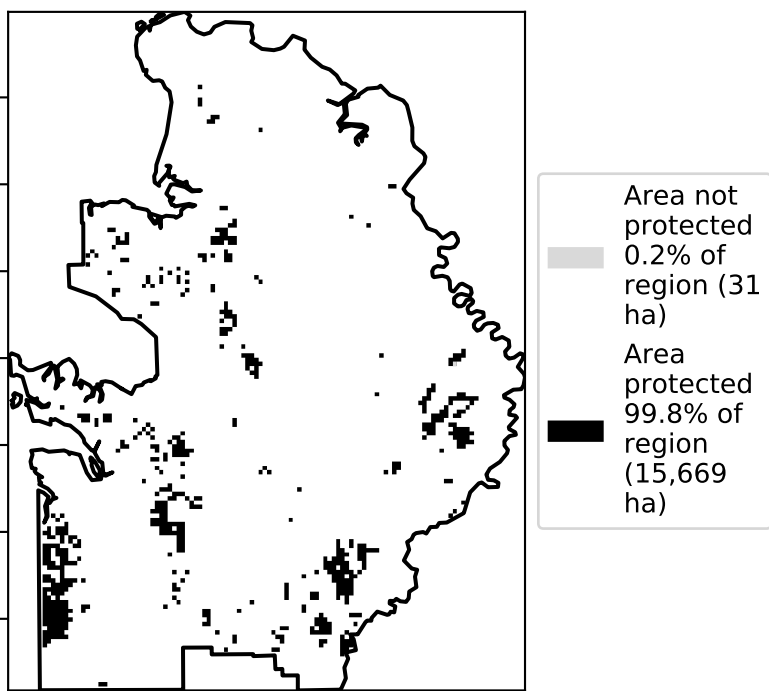 Area not
protected
0.2% of
region (31
ha)
Area
protected
99.8% of
region
(15,669
ha)